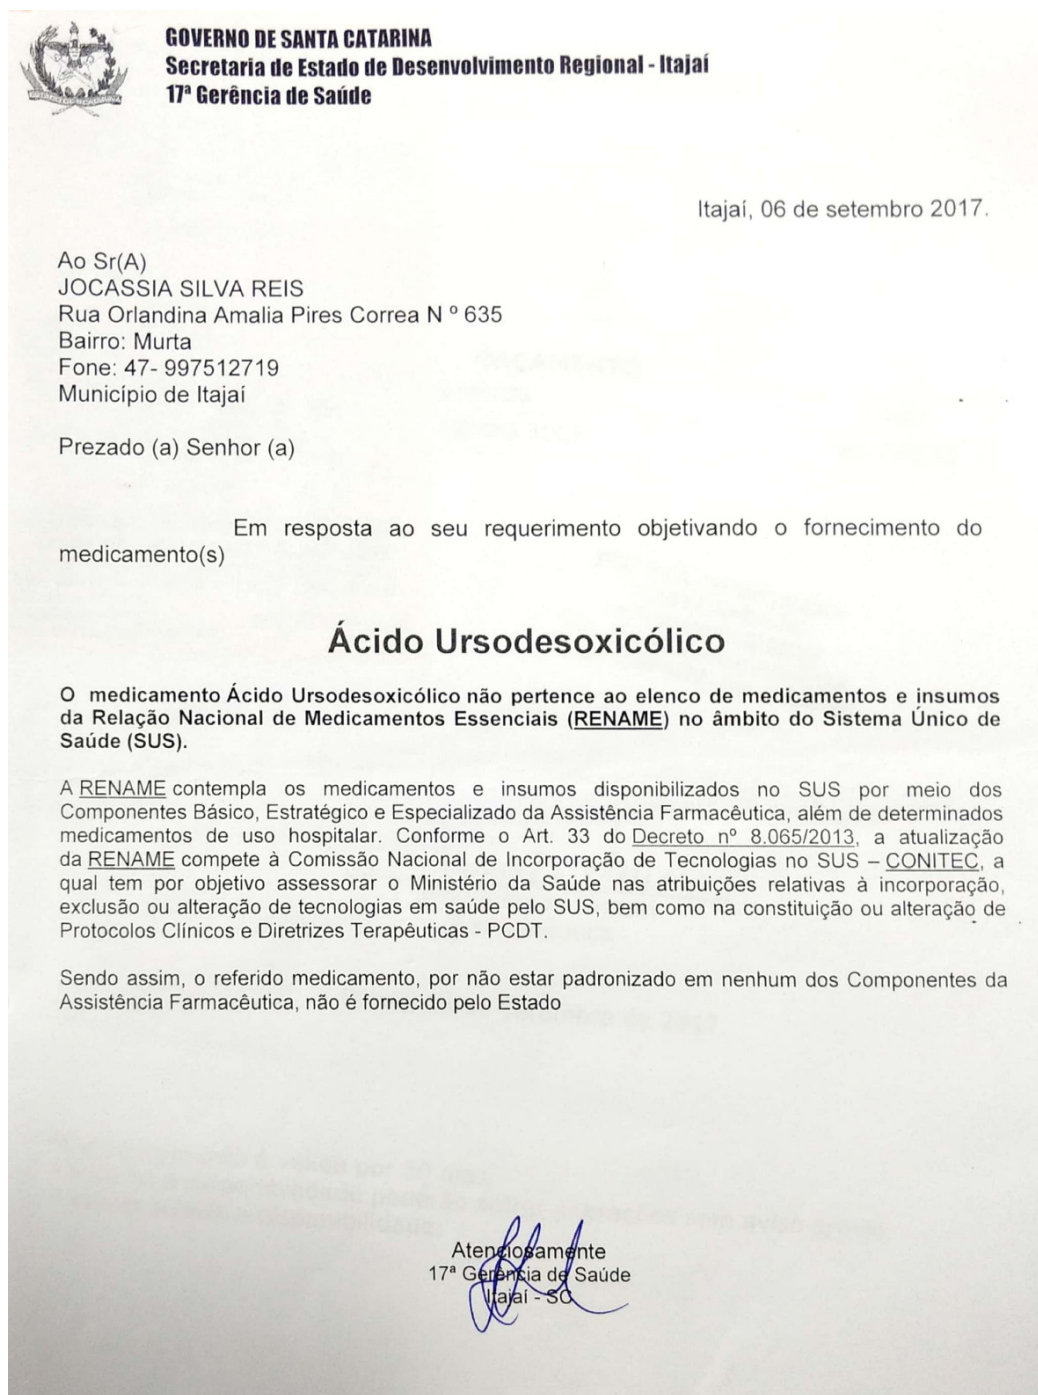 GOVERNO DE SANTA CATARINA
Secretaria de Estado de Desenvolvimento Regional - Itajaí
17ª Gerência de Saúde
Itajaí, 06 de setembro 2017.
Ao Sr(A)
JOCASSIA SILVA REIS
Rua Orlandina Amalia Pires Correa N º 635
Bairro: Murta
Fone: 47- 997512719
Município de Itajaí
Prezado (a) Senhor (a)
Em resposta ao seu requerimento objetivando o fornecimento do
medicamento(s)
Ácido Ursodesoxicólico
O medicamento Ácido Ursodesoxicólico não pertence ao elenco de medicamentos e insumos
da Relação Nacional de Medicamentos Essenciais (RENAME) no âmbito do Sistema Único de
Saúde (SUS).
A RENAME contempla os medicamentos e insumos disponibilizados no SUS por meio dos
Componentes Básico, Estratégico e Especializado da Assistência Farmacêutica, além de determinados
medicamentos de uso hospitalar. Conforme o Art. 33 do Decreto nº 8.065/2013, a atualização
da RENAME compete à Comissão Nacional de Incorporação de Tecnologias no SUS – CONITEC, a
qual tem por objetivo assessorar o Ministério da Saúde nas atribuições relativas à incorporação,
exclusão ou alteração de tecnologias em saúde pelo SUS, bem como na constituição ou alteração de
Protocolos Clínicos e Diretrizes Terapêuticas - PCDT.
Sendo assim, o referido medicamento, por não estar padronizado em nenhum dos Componentes da
Assistência Farmacêutica, não é fornecido pelo Estado
Atenciosamente
17ª Gerência de Saúde
Itajaí - SC